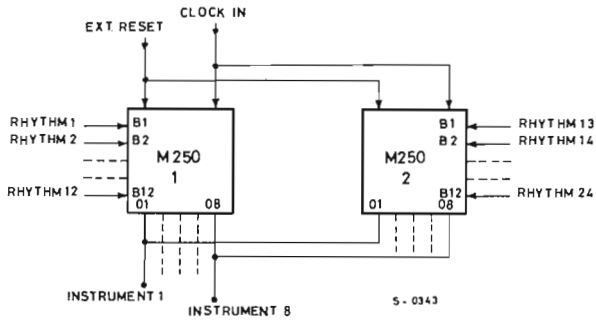 CLOCK IN
EXT. RESET
RHYTHM 1
RHYTHM 2
RHYTHM 12
B1
B2
M250
1
B12
01 08
B1
B2
M250
2
B12
01 08
RHYTHM 13
RHYTHM 14
RHYTHM 24
INSTRUMENT 1
INSTRUMENT 8
S-0343